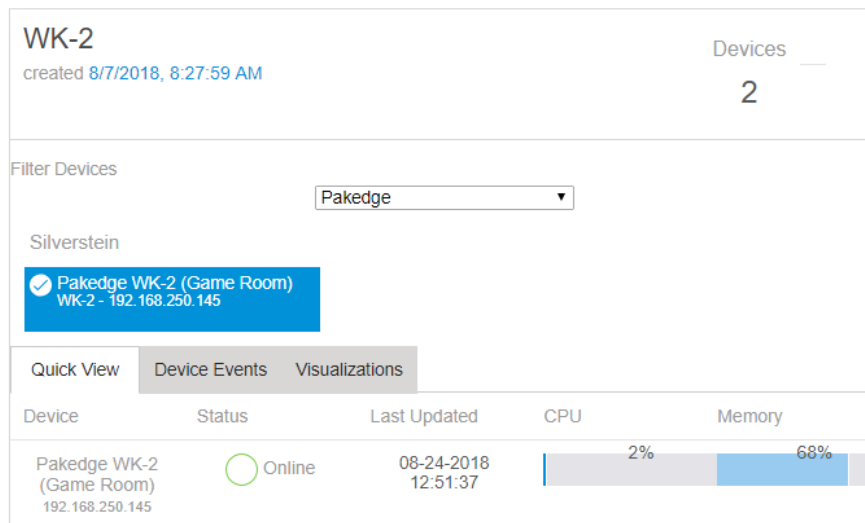 WK-2
created 8/7/2018, 8:27:59 AM
Devices
2
Filter Devices
Pakedge
Silverstein
Pakedge WK-2 (Game Room)
WK-2 - 192.168.250.145
Quick View Device Events Visualizations
Device Status Last Updated CPU Memory
Pakedge WK-2
(Game Room)
192.168.250.145
Online
08-24-2018
12:51:37
2%
68%